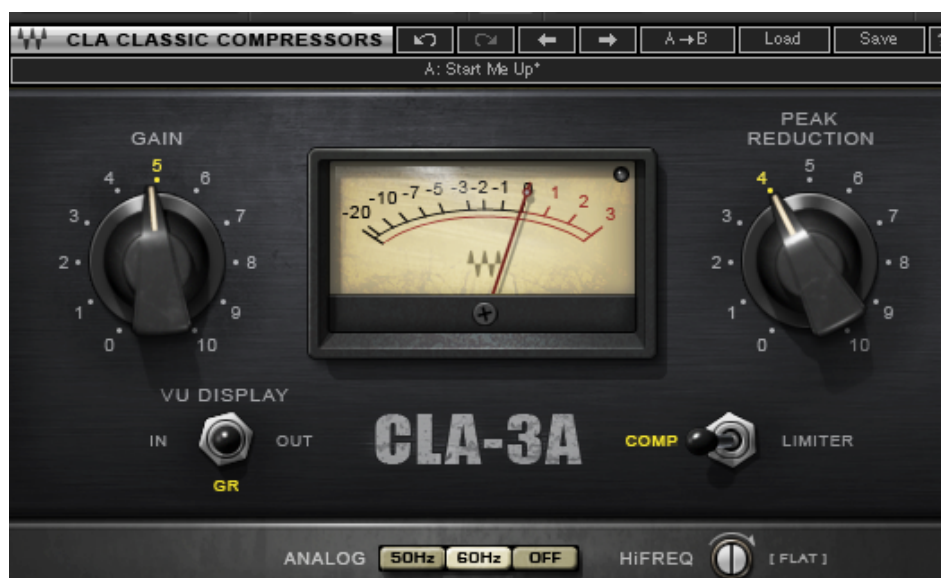 CLA CLASSIC COMPRESSORS A→B Load Save
A: Start Me Up*
GAIN
0 1 2 3 4 5 6 7 8 9 10
-20 -10 -7 -5 -3 -2 -1 0 1 2 3
PEAK
REDUCTION
0 1 2 3 4 5 6 7 8 9 10
VU DISPLAY
IN OUT
GR
CLA-3A
COMP LIMITER
ANALOG 50Hz 60Hz OFF HiFREQ [ FLAT ]